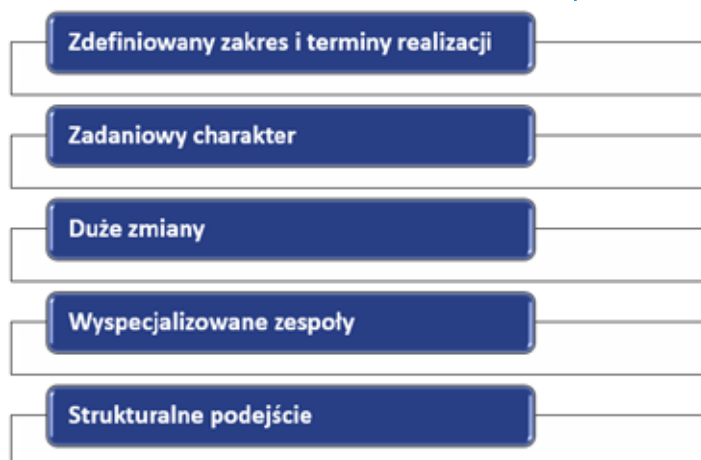 Zdefiniowany zakres i terminy realizacji
Zadaniowy charakter
Duże zmiany
Wyspecjalizowane zespoły
Strukturalne podejście